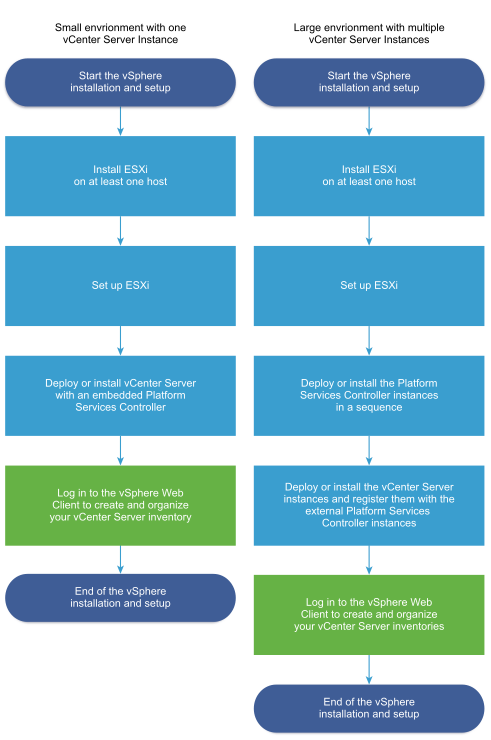 Small envrionment with one
vCenter Server Instance
Start the vSphere
installation and setup
Install ESXi
on at least one host
Set up ESXi
Deploy or install vCenter Server
with an embedded Platform
Services Controller
Log in to the vSphere Web
Client to create and organize
your vCenter Server inventory
End of the vSphere
installation and setup
Large envrionment with multiple
vCenter Server Instances
Start the vSphere
installation and setup
Install ESXi
on at least one host
Set up ESXi
Deploy or install the Platform
Services Controller instances
in a sequence
Deploy or install the vCenter Server
instances and register them with the
external Platform Services
Controller instances
Log in to the vSphere Web
Client to create and organize
your vCenter Server inventories
End of the vSphere
installation and setup